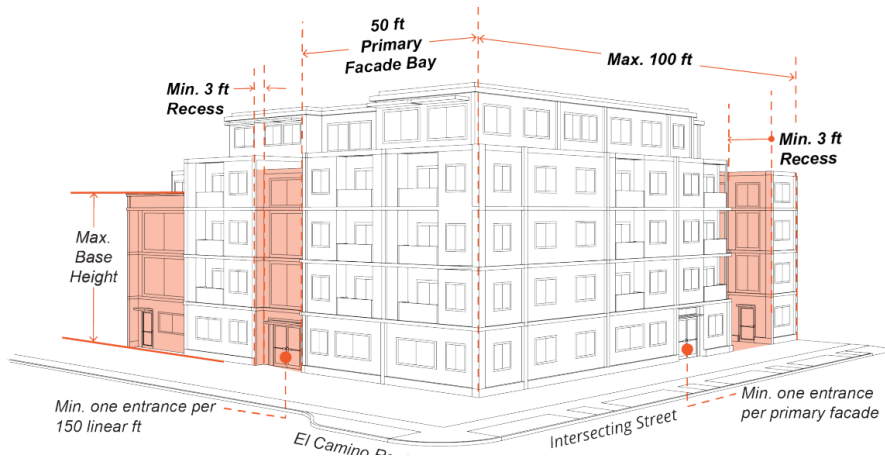 50 ft
Primary
Facade Bay
Max. 100 ft
Min. 3 ft
Recess
Min. 3 ft
Recess
Max.
Base
Height
Min. one entrance per
150 linear ft
El Camino
Intersecting Street
Min. one entrance
per primary facade